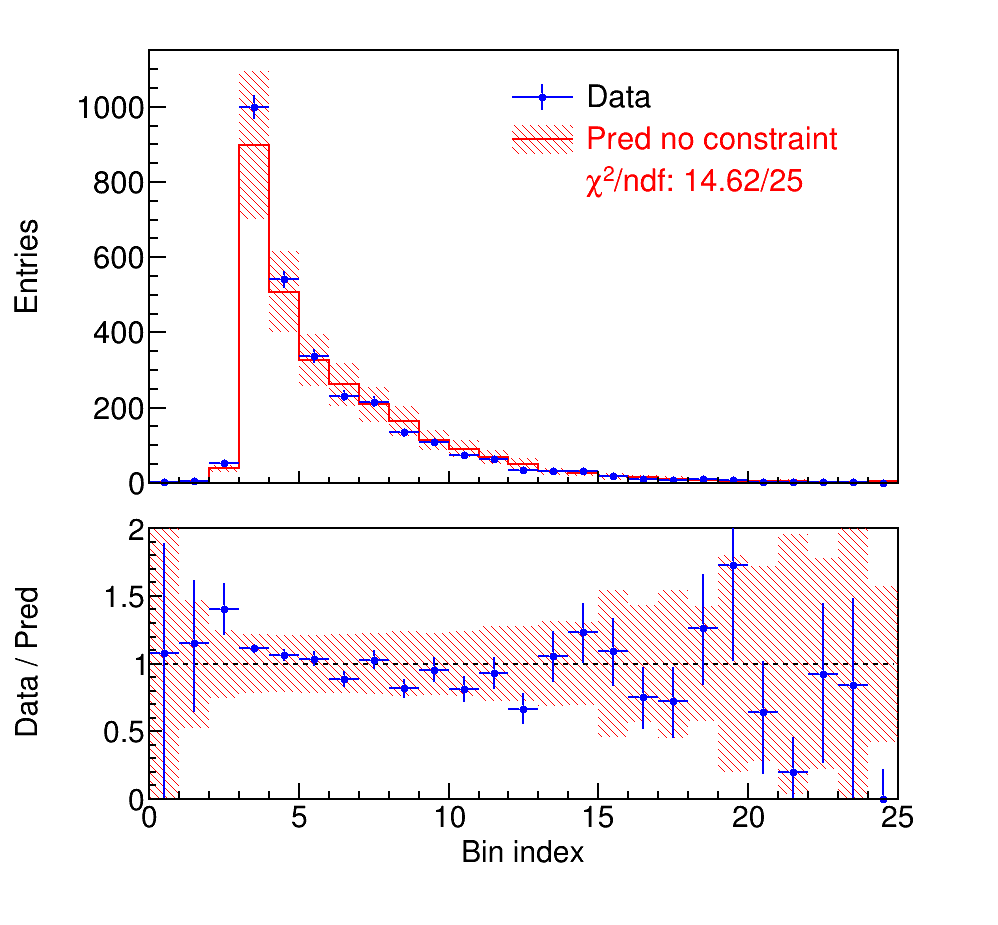 Entries
1000
800
600
400
200
0
Data
Pred no constraint
χ²/ndf: 14.62/25
Data / Pred
2
1.5
1
0.5
0
0 5 10 15 20 25
Bin index